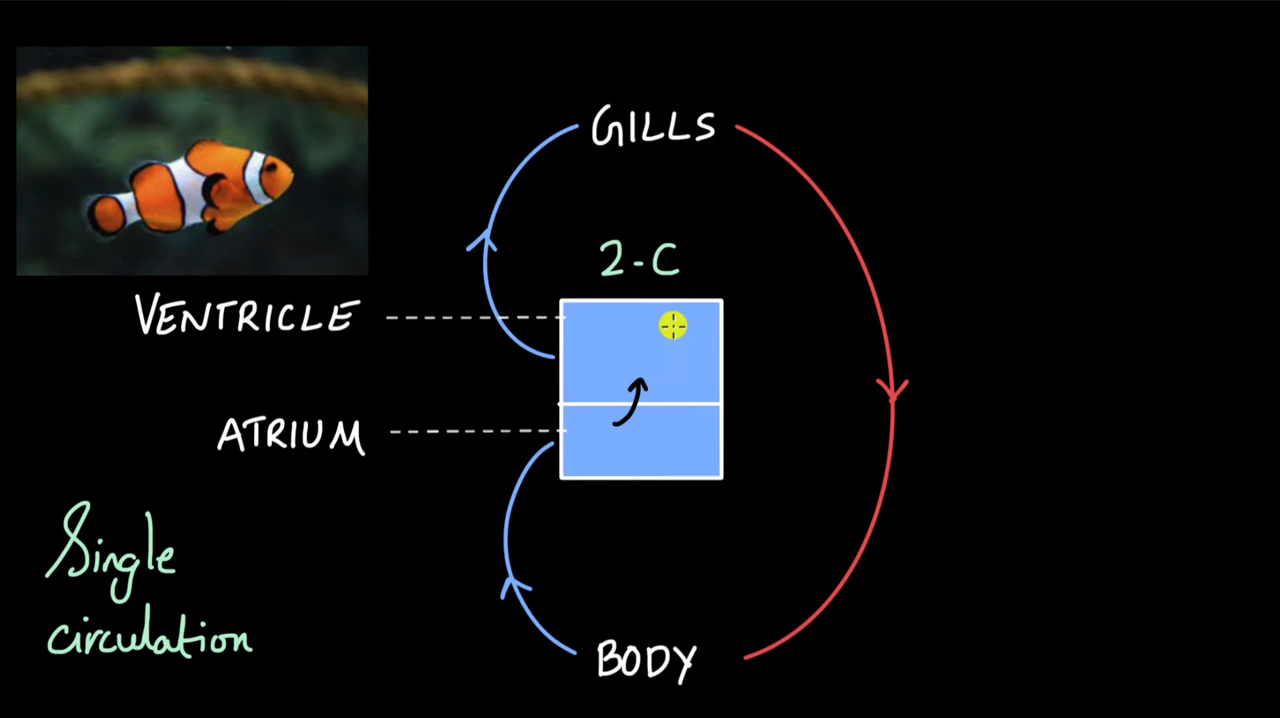 GILLS
2-C
VENTRICLE
ATRIUM
Single
circulation
BODY